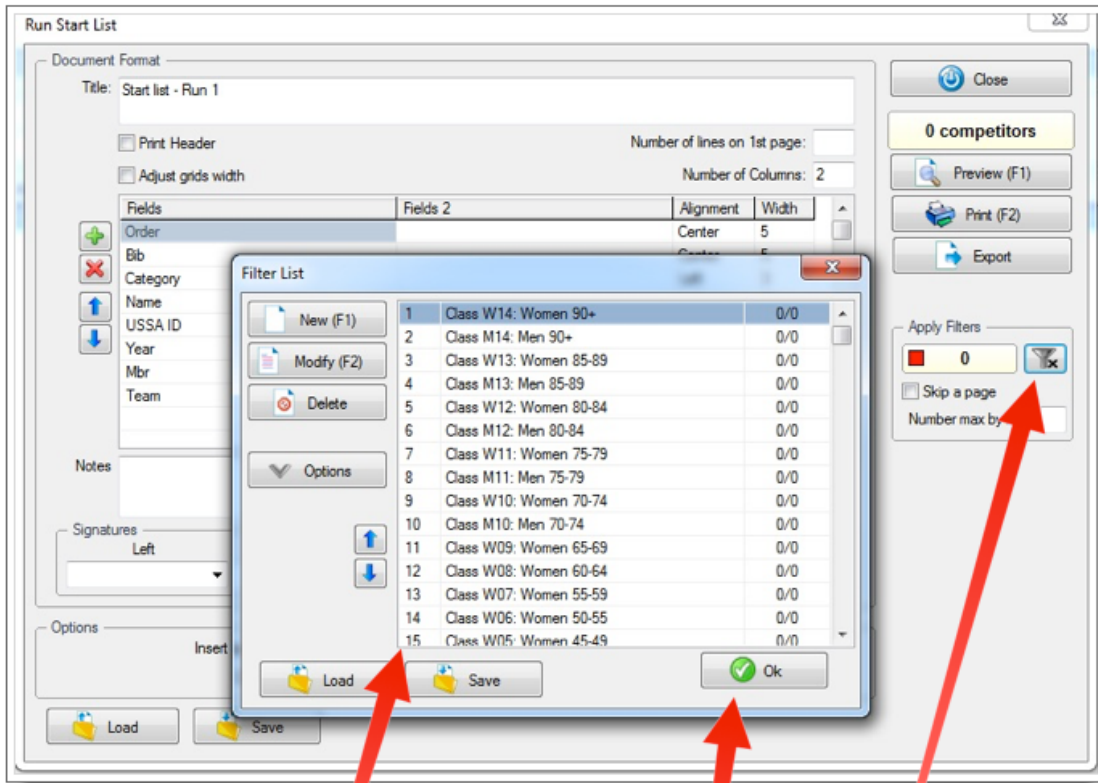 Run Start List
Document Format
Title: Start list - Run 1
Close
0 competitors
Print Header
Number of lines on 1st page:
Adjust grids width
Number of Columns: 2
Preview (F1)
Print (F2)
Export
Fields Fields 2 Alignment Width
Order Center 5
Bib
Category
Name
USSA ID
Year
Mbr
Team
Notes
Signatures
Left
Options
Insert
Load Save
Apply Filters
0
Skip a page
Number max by
Filter List
New (F1)
Modify (F2)
Delete
Options
1 Class W14: Women 90+ 0/0
2 Class M14: Men 90+ 0/0
3 Class W13: Women 85-89 0/0
4 Class M13: Men 85-89 0/0
5 Class W12: Women 80-84 0/0
6 Class M12: Men 80-84 0/0
7 Class W11: Women 75-79 0/0
8 Class M11: Men 75-79 0/0
9 Class W10: Women 70-74 0/0
10 Class M10: Men 70-74 0/0
11 Class W09: Women 65-69 0/0
12 Class W08: Women 60-64 0/0
13 Class W07: Women 55-59 0/0
14 Class W06: Women 50-55 0/0
15 Class W05: Women 45-49 0/0
Load Save Ok